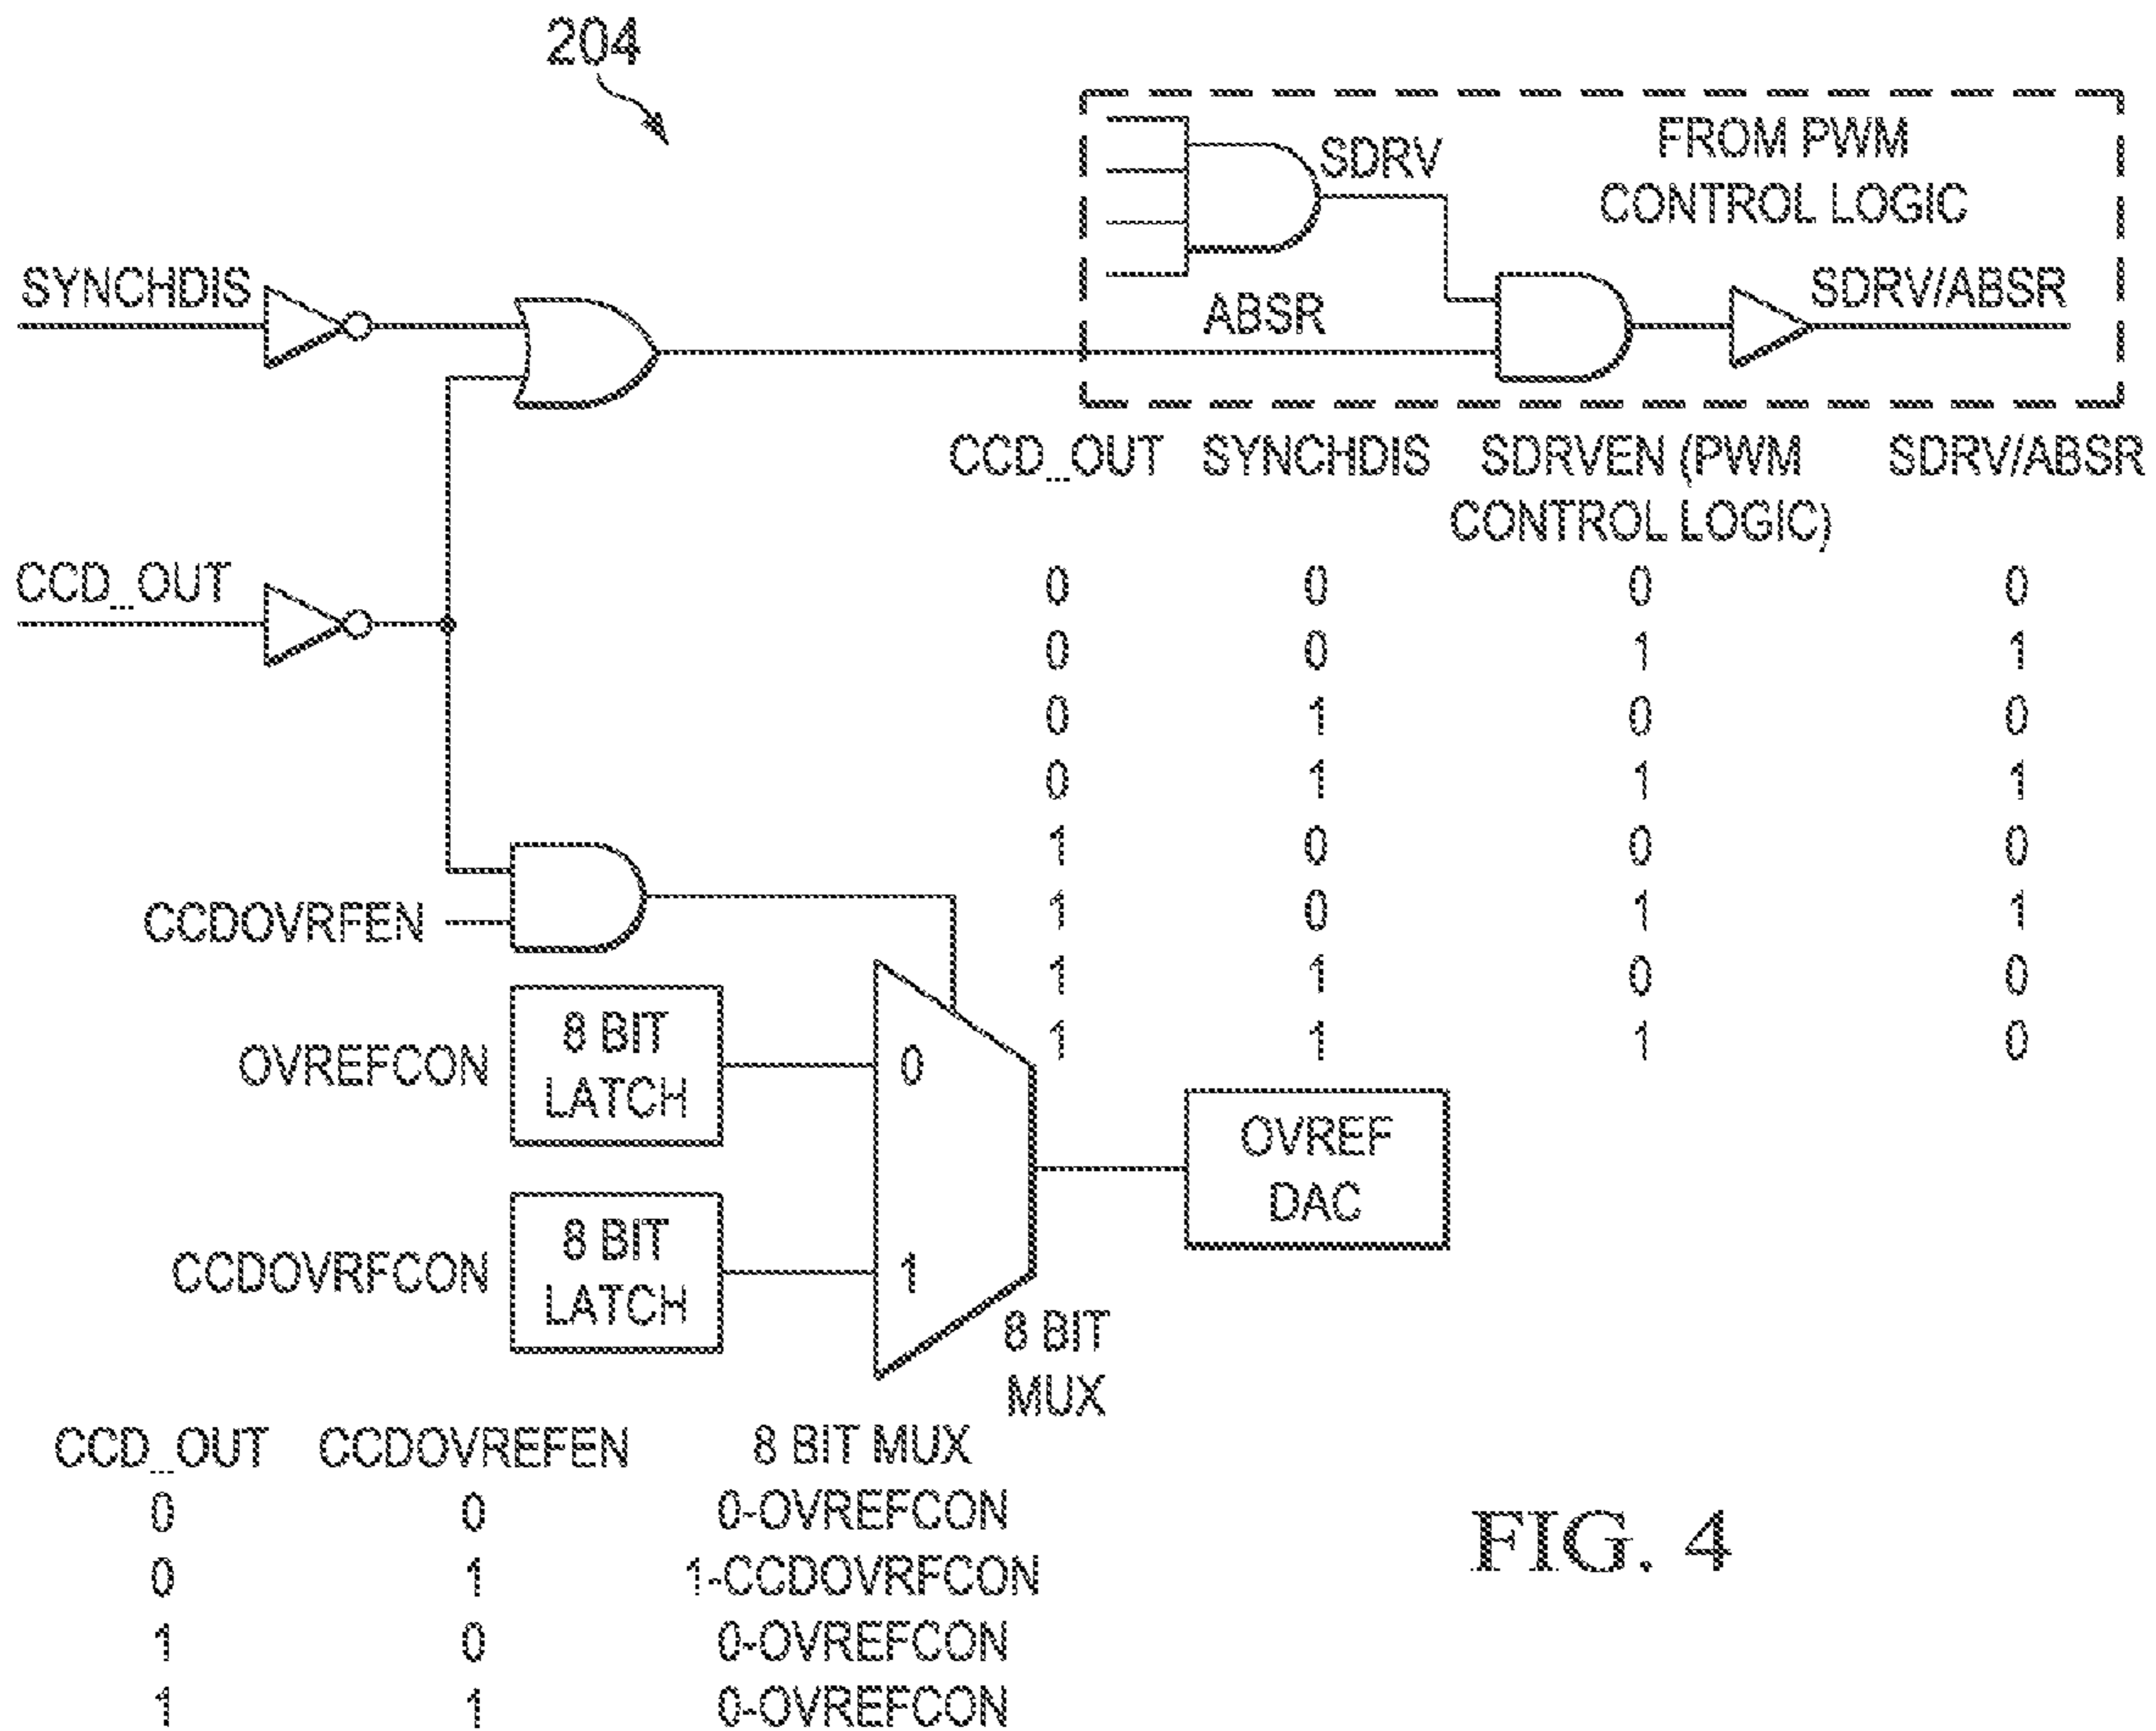 204
FROM PWM
CONTROL LOGIC
SDRV
SYNCHDIS
ABSR
SDRV/ABSR
CCD_OUT SYNCHDIS SDRVEN (PWM CONTROL LOGIC) SDRV/ABSR
0 0 0 0
0 0 1 1
0 1 0 0
0 1 1 1
1 0 0 0
1 0 1 1
1 1 0 0
1 1 1 0
CCD_OUT
CCDOVRFEN
OVREFCON
8 BIT
LATCH
0
CCDOVRFCON
8 BIT
LATCH
1
8 BIT
MUX
OVREF
DAC
CCD_OUT CCDOVREFEN 8 BIT MUX
0 0 0-OVREFCON
0 1 1-CCDOVRFCON
1 0 0-OVREFCON
1 1 0-OVREFCON
FIG. 4